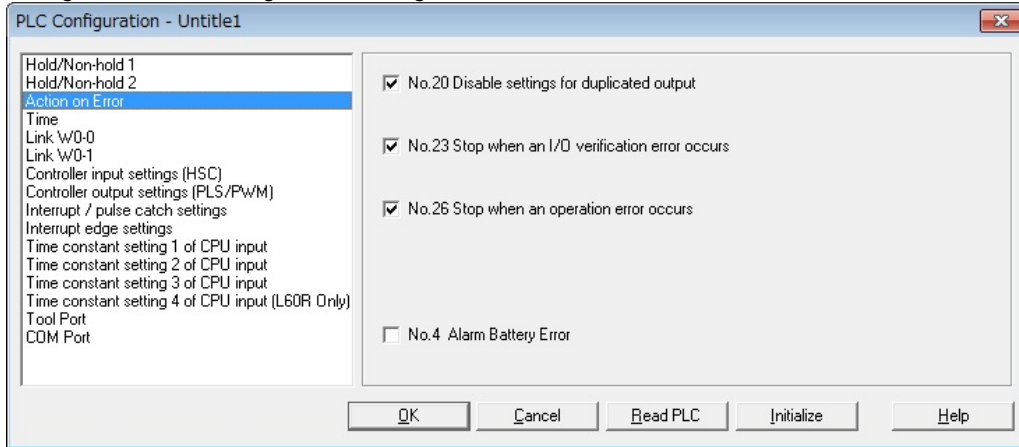 PLC Configuration - Untitle1
Hold/Non-hold 1
Hold/Non-hold 2
Action on Error
Time
Link W0-0
Link W0-1
Controller input settings (HSC)
Controller output settings (PLS/PWM)
Interrupt / pulse catch settings
Interrupt edge settings
Time constant setting 1 of CPU input
Time constant setting 2 of CPU input
Time constant setting 3 of CPU input
Time constant setting 4 of CPU input (L60R Only)
Tool Port
COM Port
No.20 Disable settings for duplicated output
No.23 Stop when an I/O verification error occurs
No.26 Stop when an operation error occurs
No.4 Alarm Battery Error
OK Cancel Read PLC Initialize Help